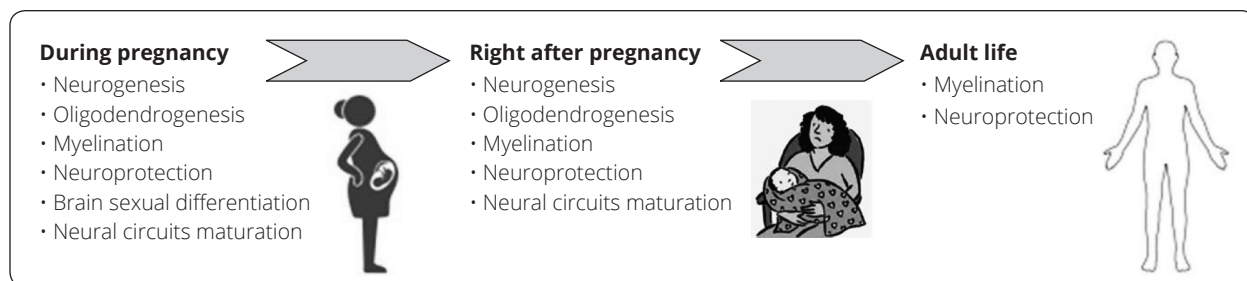 During pregnancy
• Neurogenesis
• Oligodendrogenesis
• Myelination
• Neuroprotection
• Brain sexual differentiation
• Neural circuits maturation
Right after pregnancy
• Neurogenesis
• Oligodendrogenesis
• Myelination
• Neuroprotection
• Neural circuits maturation
Adult life
• Myelination
• Neuroprotection